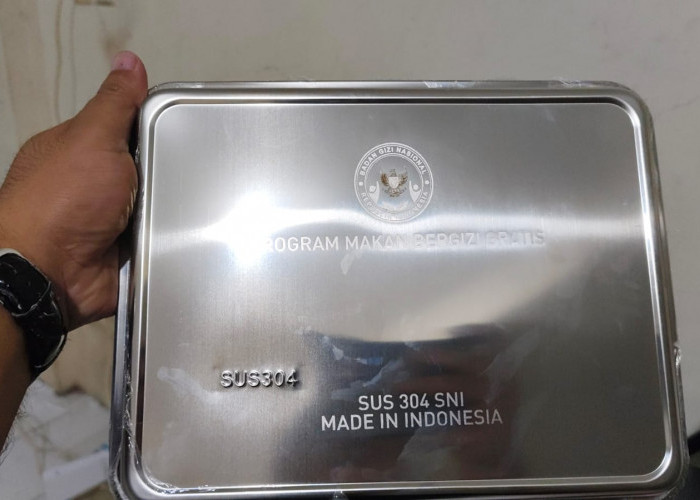 BADAN GIZI NASIONAL
PROGRAM MAKAN BERGIZI GRATIS
SUS304
SUS 304 SNI
MADE IN INDONESIA